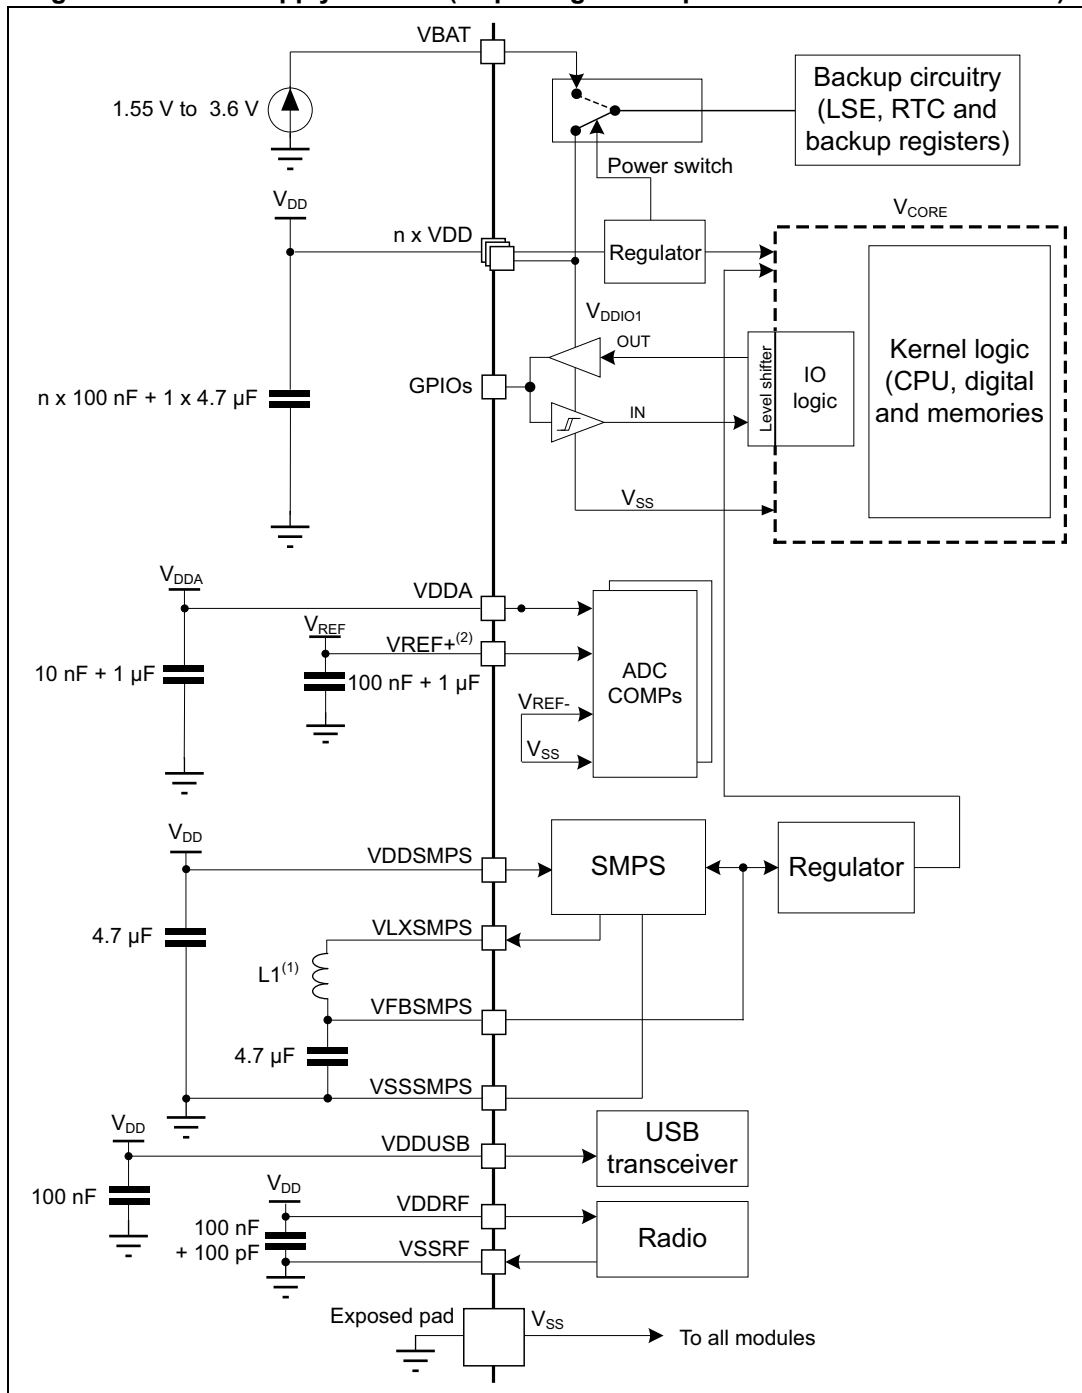 VBAT
1.55 V to 3.6 V
Backup circuitry
(LSE, RTC and
backup registers)
Power switch
VDD
n x VDD
Regulator
VCORE
VDDIO1
OUT
GPIOs
IN
Level shifter
IO
logic
Kernel logic
(CPU, digital
and memories
n x 100 nF + 1 x 4.7 µF
VSS
VDDA
VDDA
10 nF + 1 µF
VREF
VREF+(2)
100 nF + 1 µF
ADC
COMPs
VREF-
VSS
VDD
VDDSMPS
SMPS
Regulator
4.7 µF
VLXSMPS
L1(1)
VFBSMPS
4.7 µF
VSSSMPS
VDD
VDDUSB
USB
transceiver
100 nF
VDD
VDDRF
100 nF
+ 100 pF
VSSRF
Radio
Exposed pad
VSS
To all modules